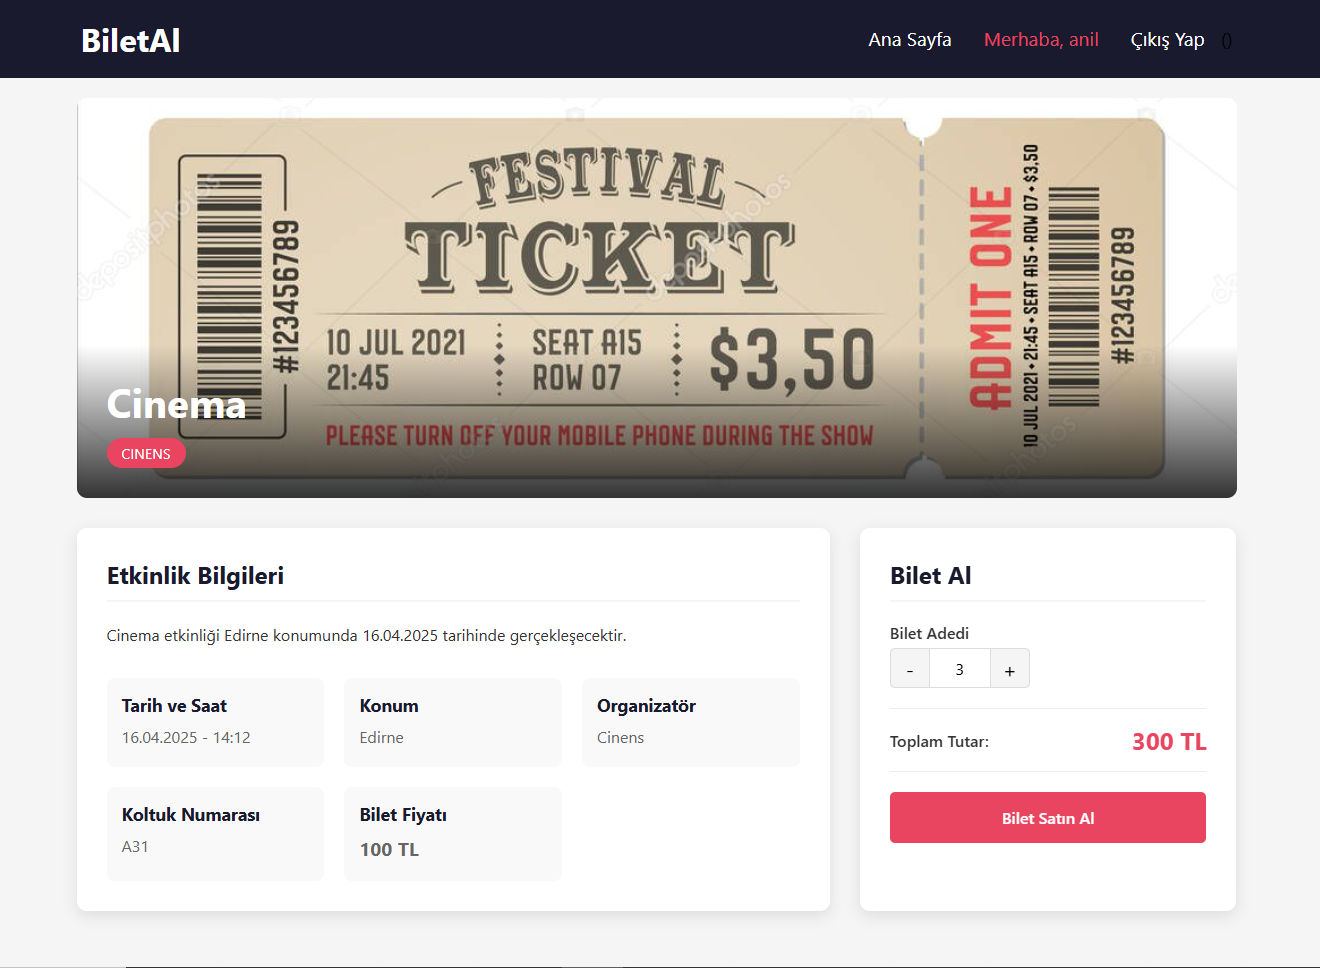 BiletAl
Ana Sayfa
Merhaba, anil
Çıkış Yap
()
FESTIVAL
TICKET
#123456789
10 JUL 2021
21:45
SEAT A15
ROW 07
$3,50
PLEASE TURN OFF YOUR MOBILE PHONE DURING THE SHOW
ADMIT ONE
10 JUL 2021 • 21:45 • SEAT A15 • ROW 07 • $3,50
#123456789
depositphotos
depositphotos
Cinema
CINENS
Etkinlik Bilgileri
Cinema etkinliği Edirne konumunda 16.04.2025 tarihinde gerçekleşecektir.
Tarih ve Saat
16.04.2025 - 14:12
Konum
Edirne
Organizatör
Cinens
Koltuk Numarası
A31
Bilet Fiyatı
100 TL
Bilet Al
Bilet Adedi
- 3 +
Toplam Tutar:
300 TL
Bilet Satın Al